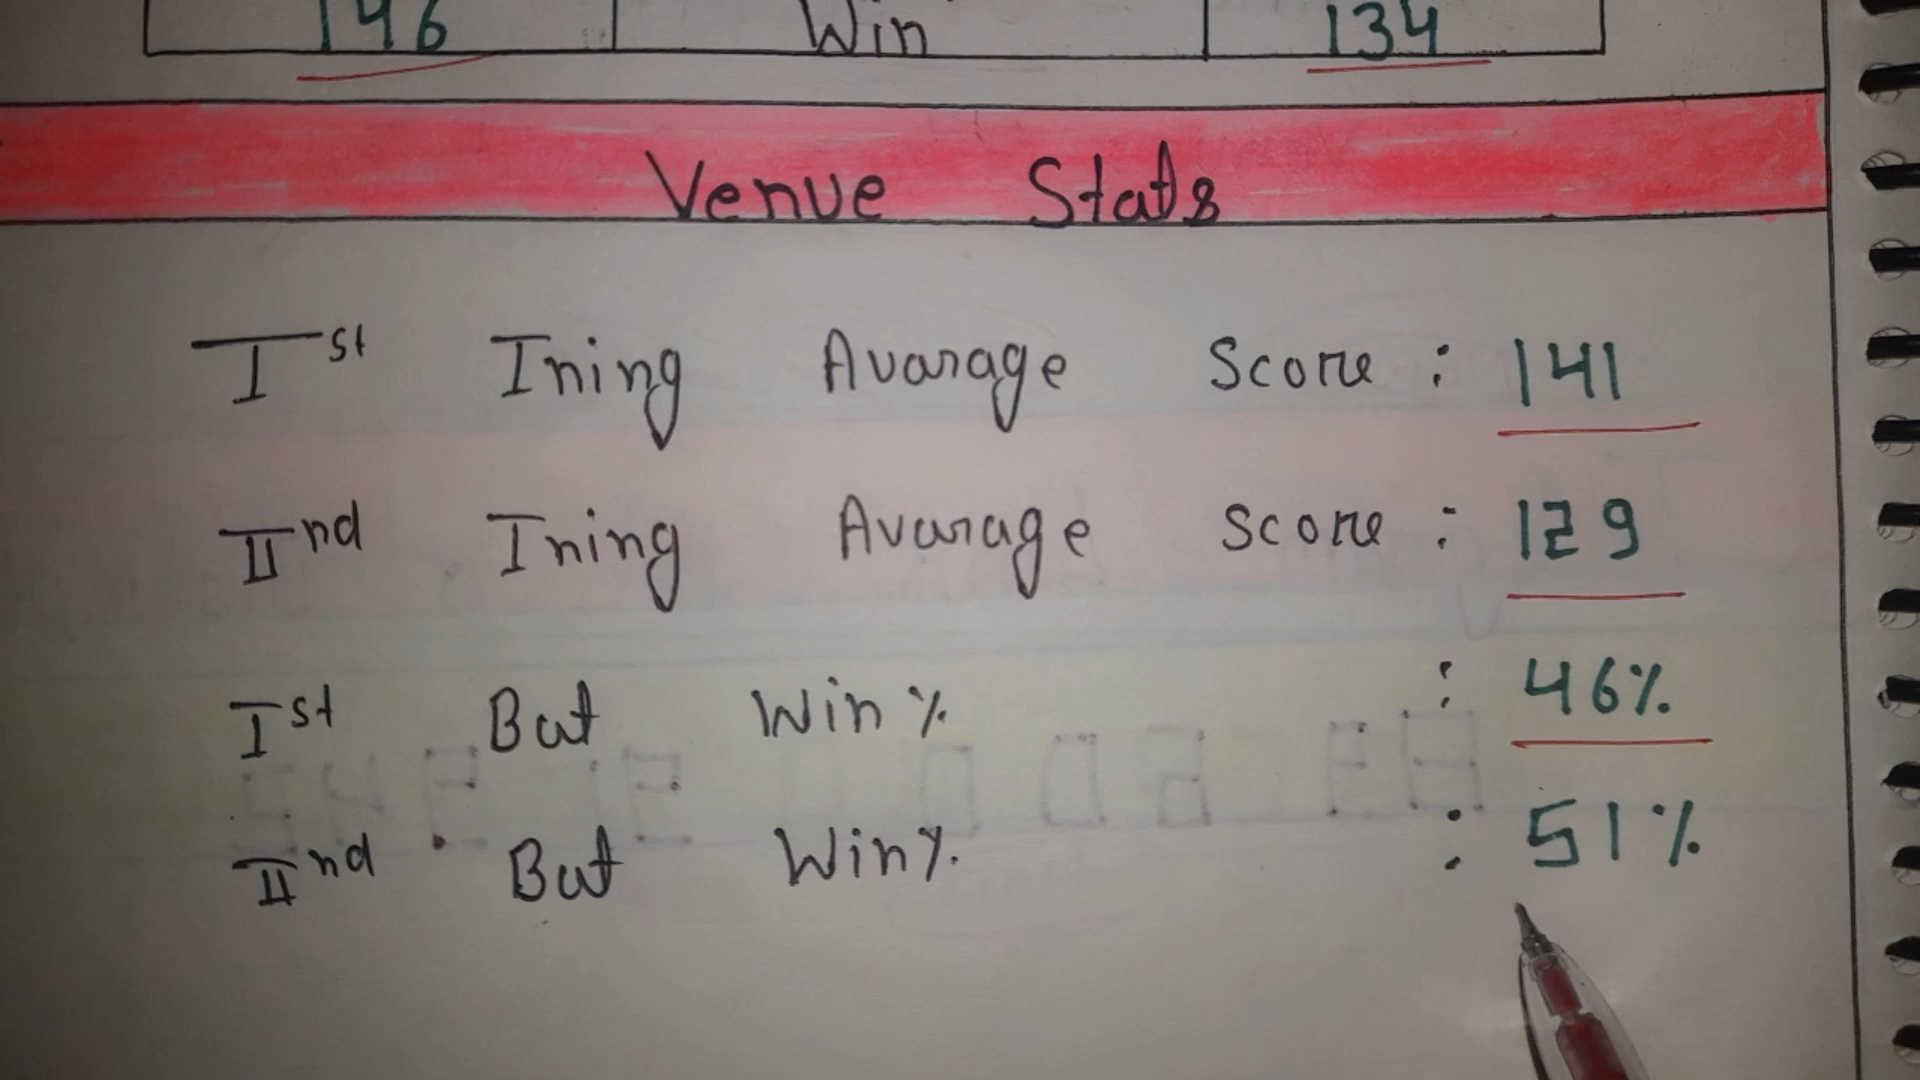 146 Win 134
Venue Stats
Ist Ining Avarage Score : 141
IInd Ining Avarage Score : 129
Ist Bat Win % : 46%
IInd Bat Win % : 51%